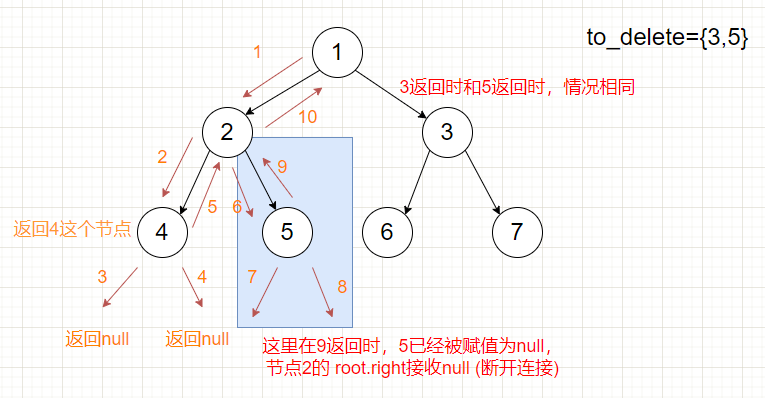 to_delete={3,5}
1
1
3返回时和5返回时，情况相同
10
2
3
2
9
5
6
返回4这个节点
4
5
6
7
3
4
7
8
返回null
返回null
这里在9返回时，5已经被赋值为null，
节点2的 root.right接收null (断开连接)